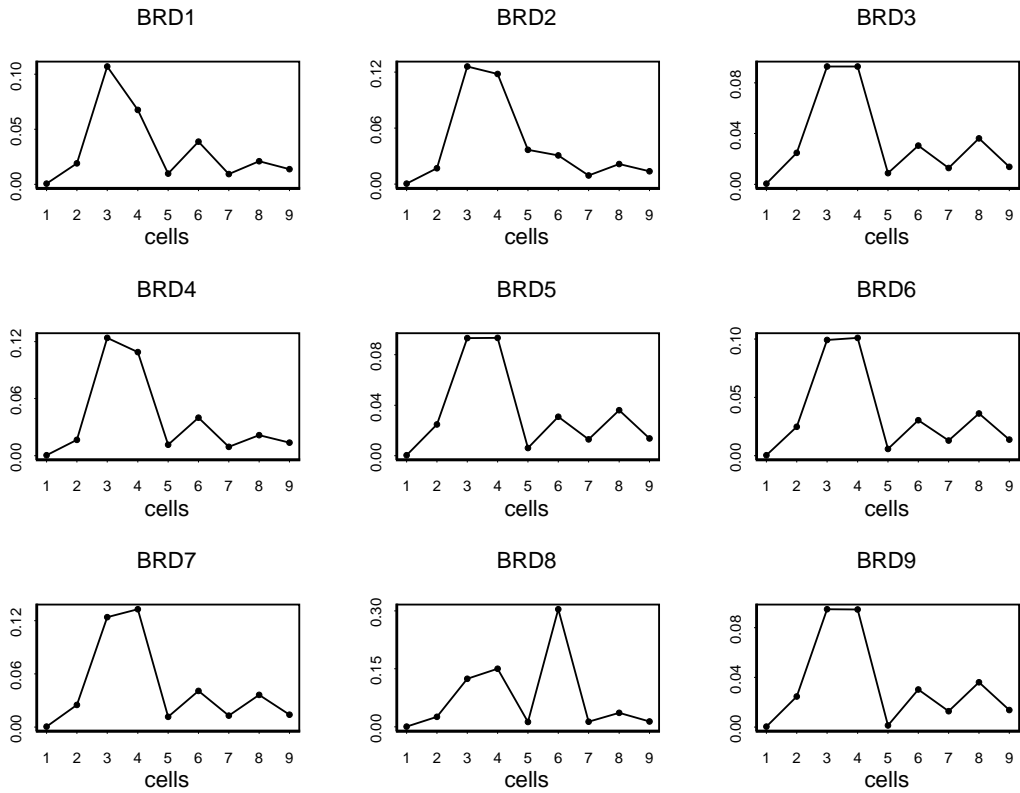 BRD1 BRD2 BRD3
0.00 0.05 0.10
0.00 0.06 0.12
0.00 0.04 0.08
1 2 3 4 5 6 7 8 9 1 2 3 4 5 6 7 8 9 1 2 3 4 5 6 7 8 9
cells cells cells
BRD4 BRD5 BRD6
0.00 0.06 0.12
0.00 0.04 0.08
0.00 0.05 0.10
1 2 3 4 5 6 7 8 9 1 2 3 4 5 6 7 8 9 1 2 3 4 5 6 7 8 9
cells cells cells
BRD7 BRD8 BRD9
0.00 0.06 0.12
0.00 0.15 0.30
0.00 0.04 0.08
1 2 3 4 5 6 7 8 9 1 2 3 4 5 6 7 8 9 1 2 3 4 5 6 7 8 9
cells cells cells